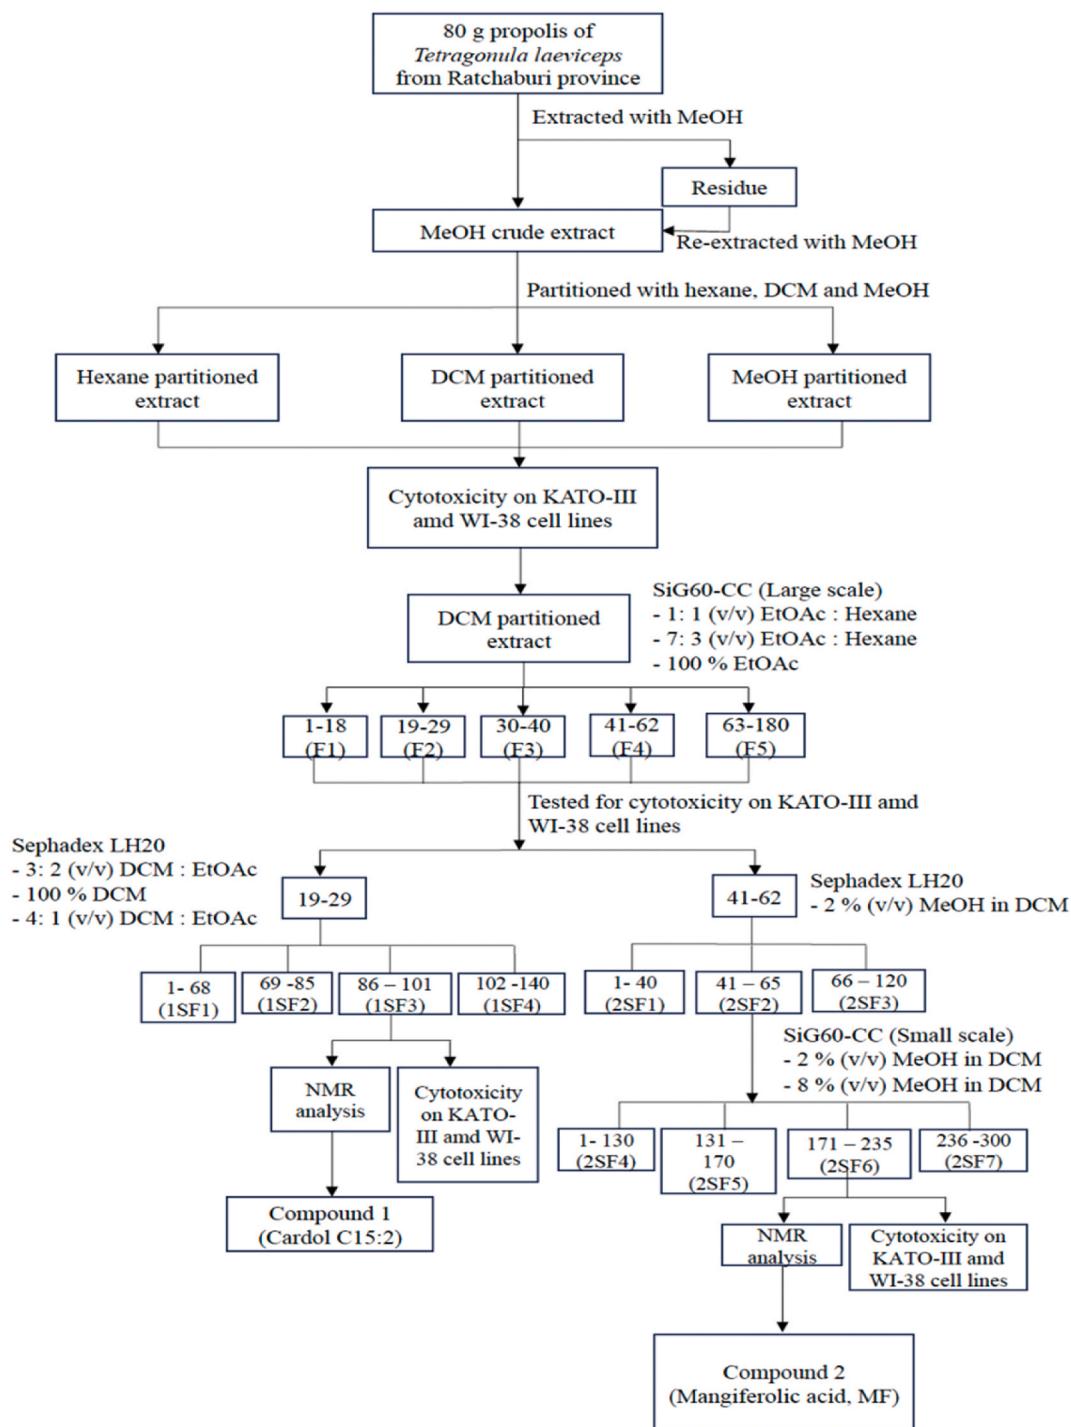 80 g propolis of
Tetragonula laeviceps
from Ratchaburi province
Extracted with MeOH
Residue
MeOH crude extract
Re-extracted with MeOH
Partitioned with hexane, DCM and MeOH
Hexane partitioned
extract
DCM partitioned
extract
MeOH partitioned
extract
Cytotoxicity on KATO-III
amd WI-38 cell lines
SiG60-CC (Large scale)
- 1: 1 (v/v) EtOAc : Hexane
- 7: 3 (v/v) EtOAc : Hexane
- 100 % EtOAc
DCM partitioned
extract
1-18
(F1)
19-29
(F2)
30-40
(F3)
41-62
(F4)
63-180
(F5)
Tested for cytotoxicity on KATO-III amd
WI-38 cell lines
Sephadex LH20
- 3: 2 (v/v) DCM : EtOAc
- 100 % DCM
- 4: 1 (v/v) DCM : EtOAc
19-29
41-62
Sephadex LH20
- 2 % (v/v) MeOH in DCM
1- 68
(1SF1)
69 -85
(1SF2)
86 – 101
(1SF3)
102 -140
(1SF4)
1- 40
(2SF1)
41 – 65
(2SF2)
66 – 120
(2SF3)
SiG60-CC (Small scale)
- 2 % (v/v) MeOH in DCM
- 8 % (v/v) MeOH in DCM
NMR
analysis
Cytotoxicity
on KATO-
III amd WI-
38 cell lines
1- 130
(2SF4)
131 –
170
(2SF5)
171 – 235
(2SF6)
236 -300
(2SF7)
Compound 1
(Cardol C15:2)
NMR
analysis
Cytotoxicity on
KATO-III amd
WI-38 cell lines
Compound 2
(Mangiferolic acid, MF)